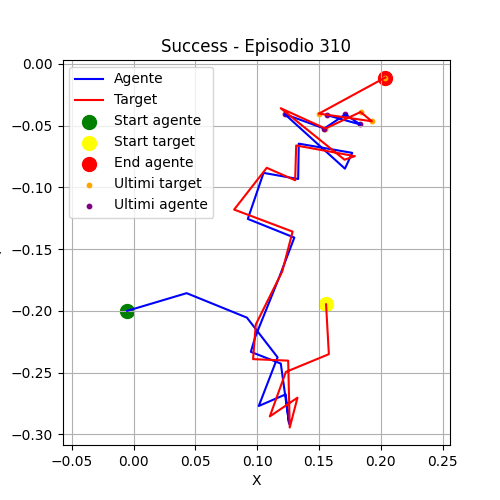 Success - Episodio 310
Agente
Target
Start agente
Start target
End agente
Ultimi target
Ultimi agente
0.00
−0.05
−0.10
−0.15
−0.20
−0.25
−0.30
−0.05
0.00
0.05
0.10
0.15
0.20
0.25
X